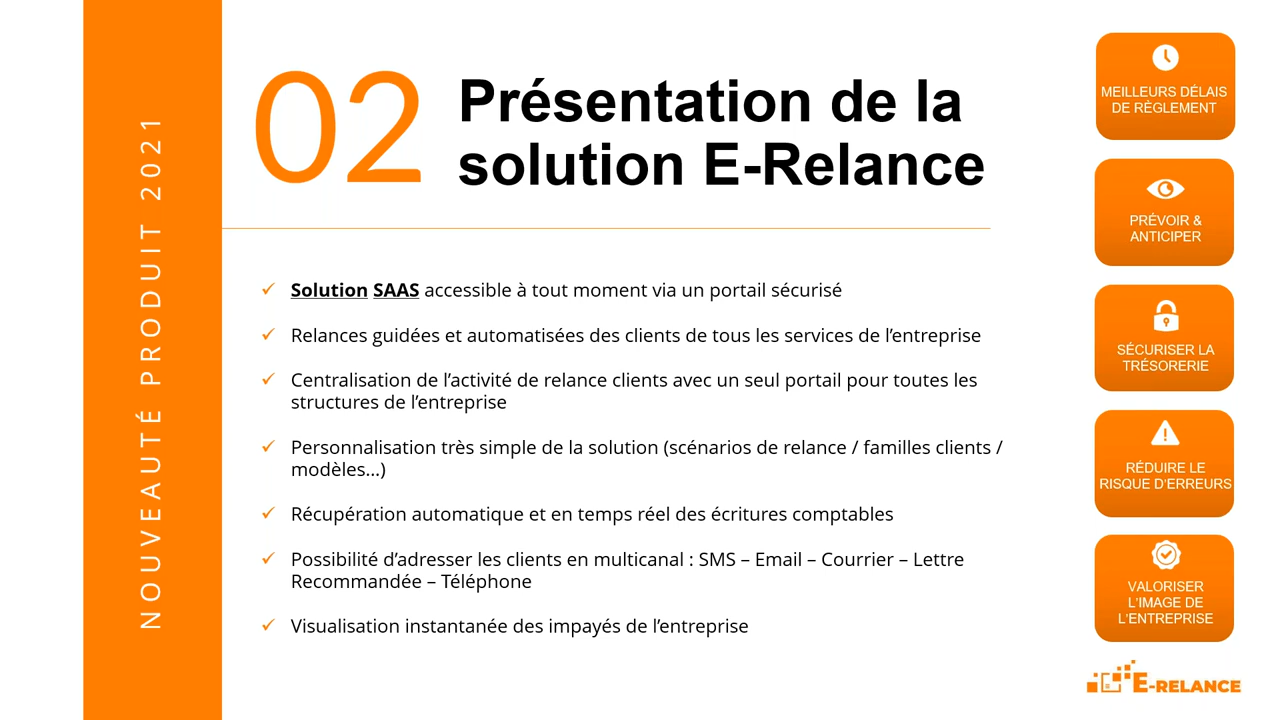 NOUVEAUTÉ PRODUIT 2021
02
Présentation de la
solution E-Relance
Solution SAAS accessible à tout moment via un portail sécurisé
Relances guidées et automatisées des clients de tous les services de l’entreprise
Centralisation de l’activité de relance clients avec un seul portail pour toutes les
structures de l’entreprise
Personnalisation très simple de la solution (scénarios de relance / familles clients /
modèles…)
Récupération automatique et en temps réel des écritures comptables
Possibilité d’adresser les clients en multicanal : SMS – Email – Courrier – Lettre
Recommandée – Téléphone
Visualisation instantanée des impayés de l’entreprise
MEILLEURS DÉLAIS
DE RÈGLEMENT
PRÉVOIR &
ANTICIPER
SÉCURISER LA
TRÉSORERIE
RÉDUIRE LE
RISQUE D’ERREURS
VALORISER
L’IMAGE DE
L’ENTREPRISE
E-RELANCE